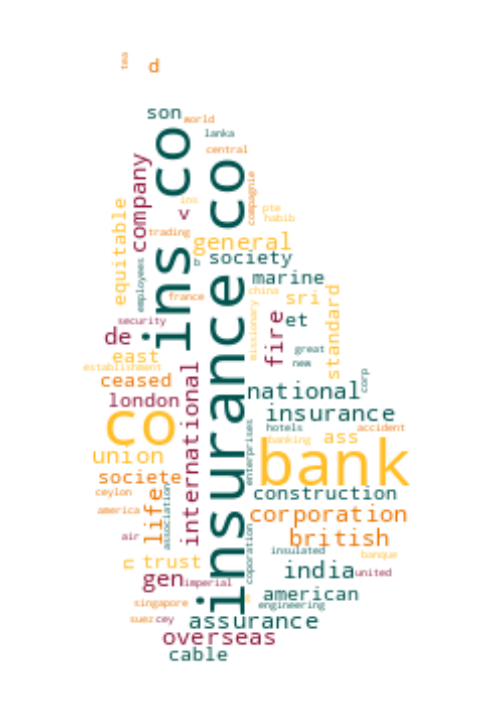 tea
d
son
world
lanka
central
ins co
insurance co
company
compagnie
equitable
ins
v
pte
habib
trading
general
b
society
employees
marine
china
france
sri
standard
missionary
security
fire
et
de
great
east
new
establishment
ceased
corp
national
london
international
insurance
co
hotels
accident
enterprises
banking
ass
union
bank
societe
ceylon
life
association
construction
america
corporation
air
british
insulated
banque
n
trust
coporation
india
united
gen
imperial
american
singapore
engineering
suez
cey
assurance
overseas
cable